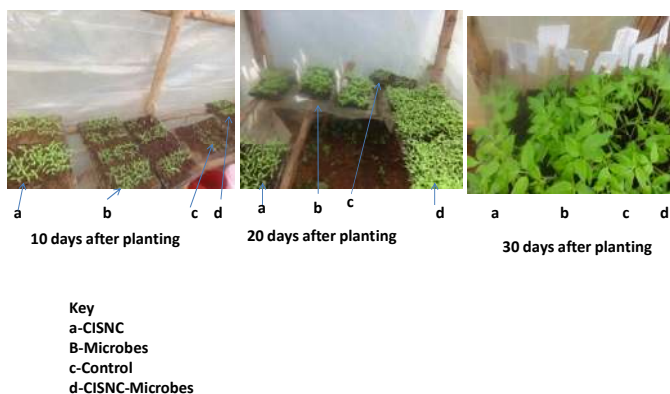 a b c d
10 days after planting
a b c d
20 days after planting
a b c d
30 days after planting
Key
a-CISNC
B-Microbes
c-Control
d-CISNC-Microbes